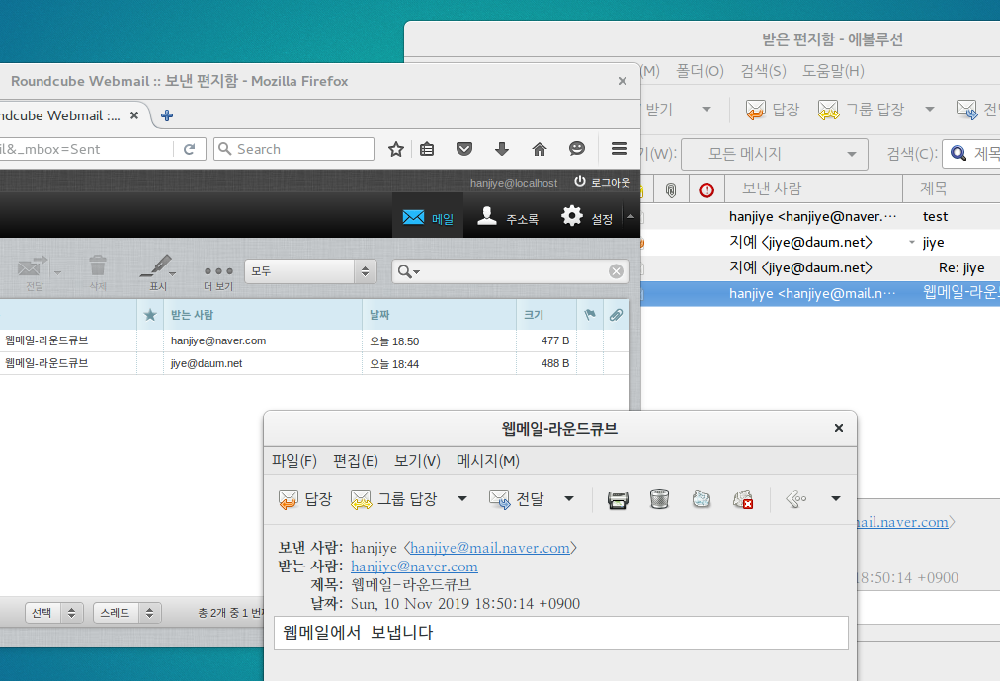 받은 편지함 - 에볼루션
(M) 폴더(O) 검색(S) 도움말(H)
받기 답장 그룹 답장
(W): 모든 메시지 검색(C): 제목
보낸 사람 제목
hanjiye <hanjiye@naver.… test
지예 <jiye@daum.net> jiye
지예 <jiye@daum.net> Re: jiye
hanjiye <hanjiye@mail.n… 웹메일-라운
ail.naver.com>
18:50:14 +0900
Roundcube Webmail :: 보낸 편지함 - Mozilla Firefox
ndcube Webmail :...
il&_mbox=Sent Search
hanjiye@localhost 로그아웃
메일 주소록 설정
전달 삭제 표시 더 보기 모두
받는 사람 날짜 크기
웹메일-라운드큐브 hanjiye@naver.com 오늘 18:50 477 B
웹메일-라운드큐브 jiye@daum.net 오늘 18:44 488 B
선택 스레드 총 2개 중 1 번
웹메일-라운드큐브
파일(F) 편집(E) 보기(V) 메시지(M)
답장 그룹 답장 전달
보낸 사람: hanjiye <hanjiye@mail.naver.com>
받는 사람: hanjiye@naver.com
제목: 웹메일-라운드큐브
날짜: Sun, 10 Nov 2019 18:50:14 +0900
웹메일에서 보냅니다